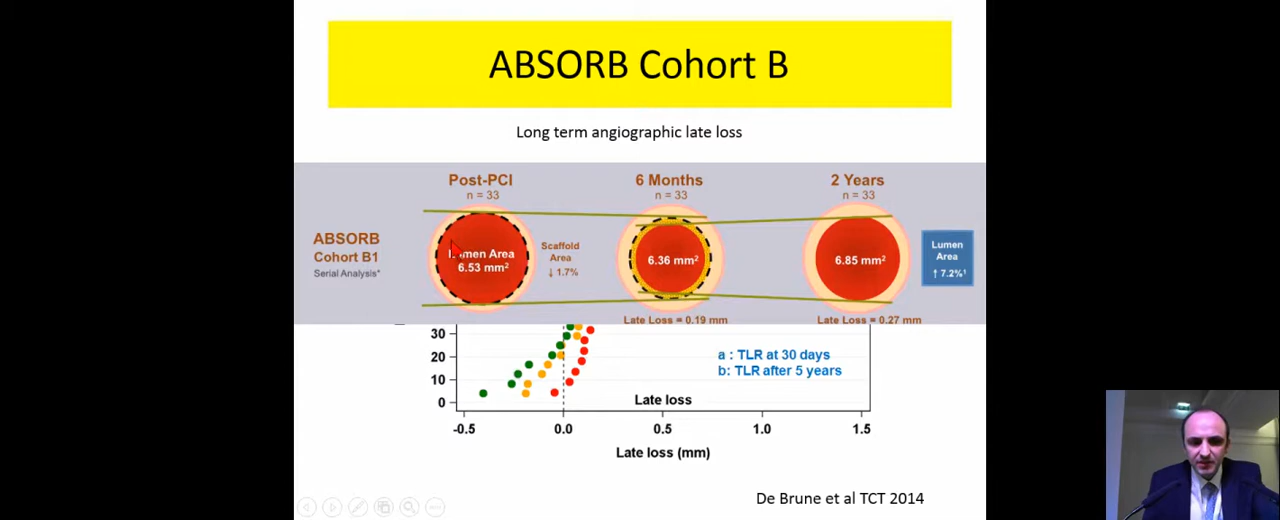 ABSORB Cohort B
Long term angiographic late loss
Post-PCI
n = 33
6 Months
n = 33
2 Years
n = 33
ABSORB
Cohort B1
Serial Analysis*
Lumen Area
6.53 mm²
Scaffold
Area
↓ 1.7%
6.36 mm²
6.85 mm²
Lumen
Area
↑ 7.2%¹
Late Loss = 0.19 mm
Late Loss = 0.27 mm
30
20
10
0
a : TLR at 30 days
b: TLR after 5 years
Late loss
-0.5
0.0
0.5
1.0
1.5
Late loss (mm)
De Brune et al TCT 2014